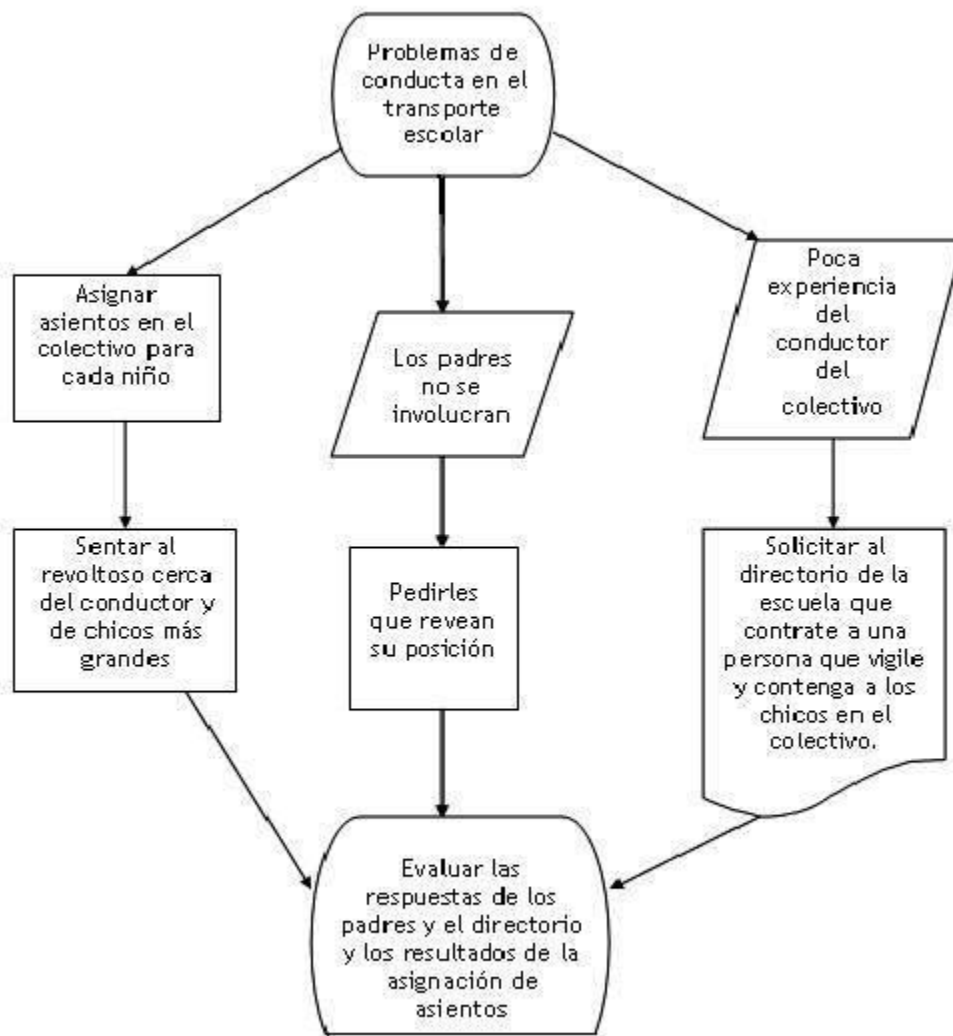 Problemas de
conducta en el
transporte
escolar
Asignar
asientos en el
colectivo para
cada niño
Los padres
no se
involucran
Poca
experiencia
del
conductor
del
colectivo
Sentar al
revoltoso cerca
del conductor y
de chicos más
grandes
Pedirles
que revean
su posición
Solicitar al
directorio de la
escuela que
contrate a una
persona que vigile
y contenga a los
chicos en el
colectivo.
Evaluar las
respuestas de los
padres y el directorio
y los resultados de la
asignación de
asientos